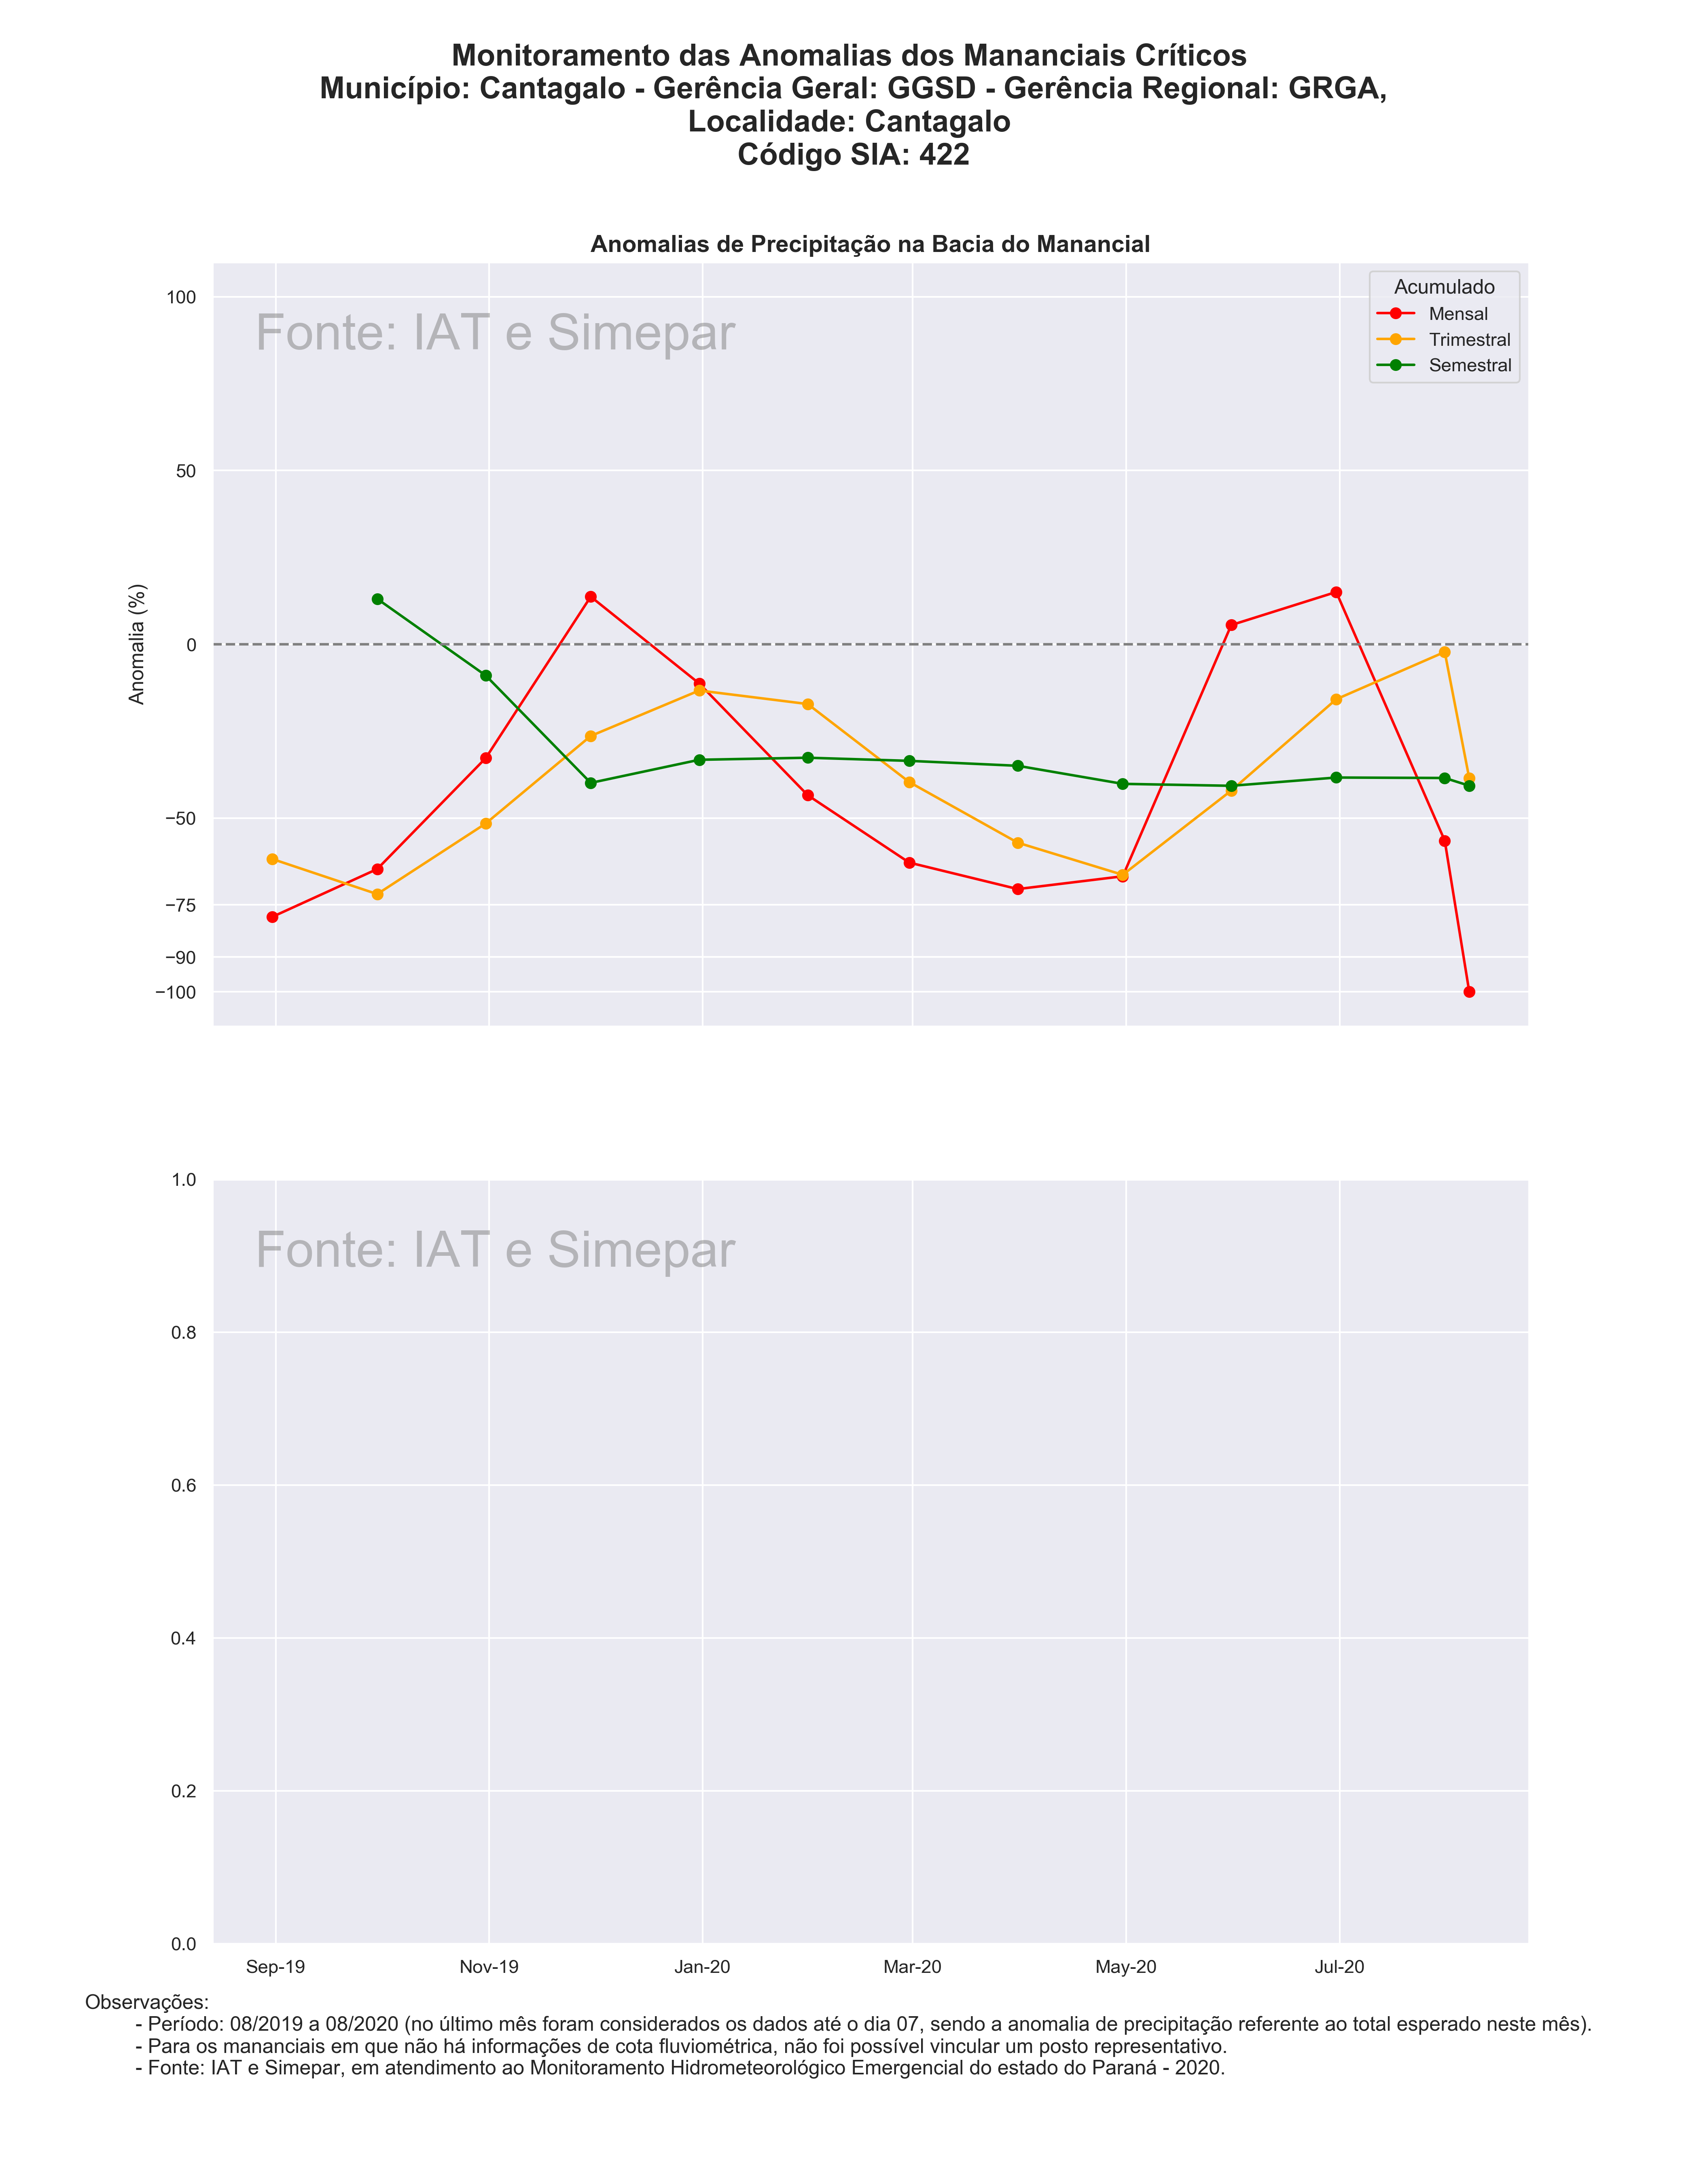 Monitoramento das Anomalias dos Mananciais Críticos
Município: Cantagalo - Gerência Geral: GGSD - Gerência Regional: GRGA,
Localidade: Cantagalo
Código SIA: 422
Anomalias de Precipitação na Bacia do Manancial
Fonte: IAT e Simepar
Acumulado
Mensal
Trimestral
Semestral
Anomalia (%)
100
50
0
−50
−75
−90
−100
Fonte: IAT e Simepar
1.0
0.8
0.6
0.4
0.2
0.0
Sep-19 Nov-19 Jan-20 Mar-20 May-20 Jul-20
Observações:
- Período: 08/2019 a 08/2020 (no último mês foram considerados os dados até o dia 07, sendo a anomalia de precipitação referente ao total esperado neste mês).
- Para os mananciais em que não há informações de cota fluviométrica, não foi possível vincular um posto representativo.
- Fonte: IAT e Simepar, em atendimento ao Monitoramento Hidrometeorológico Emergencial do estado do Paraná - 2020.